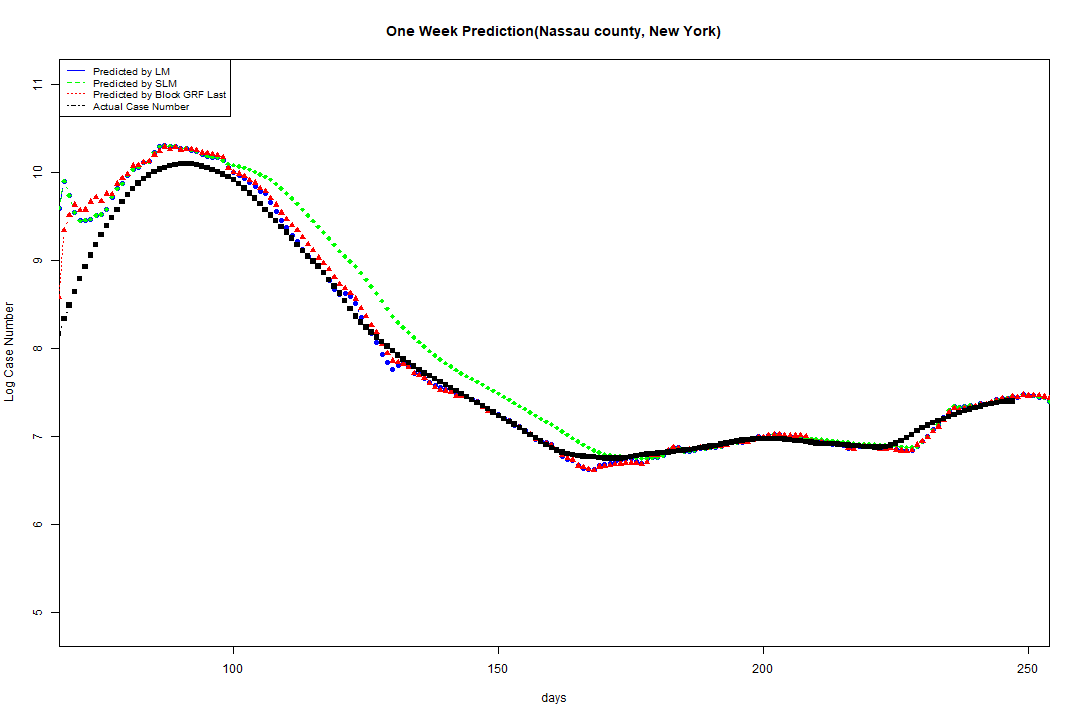 One Week Prediction(Nassau county, New York)
Predicted by LM
Predicted by SLM
Predicted by Block GRF Last
Actual Case Number
11
10
9
8
7
6
5
Log Case Number
100 150 200 250
days